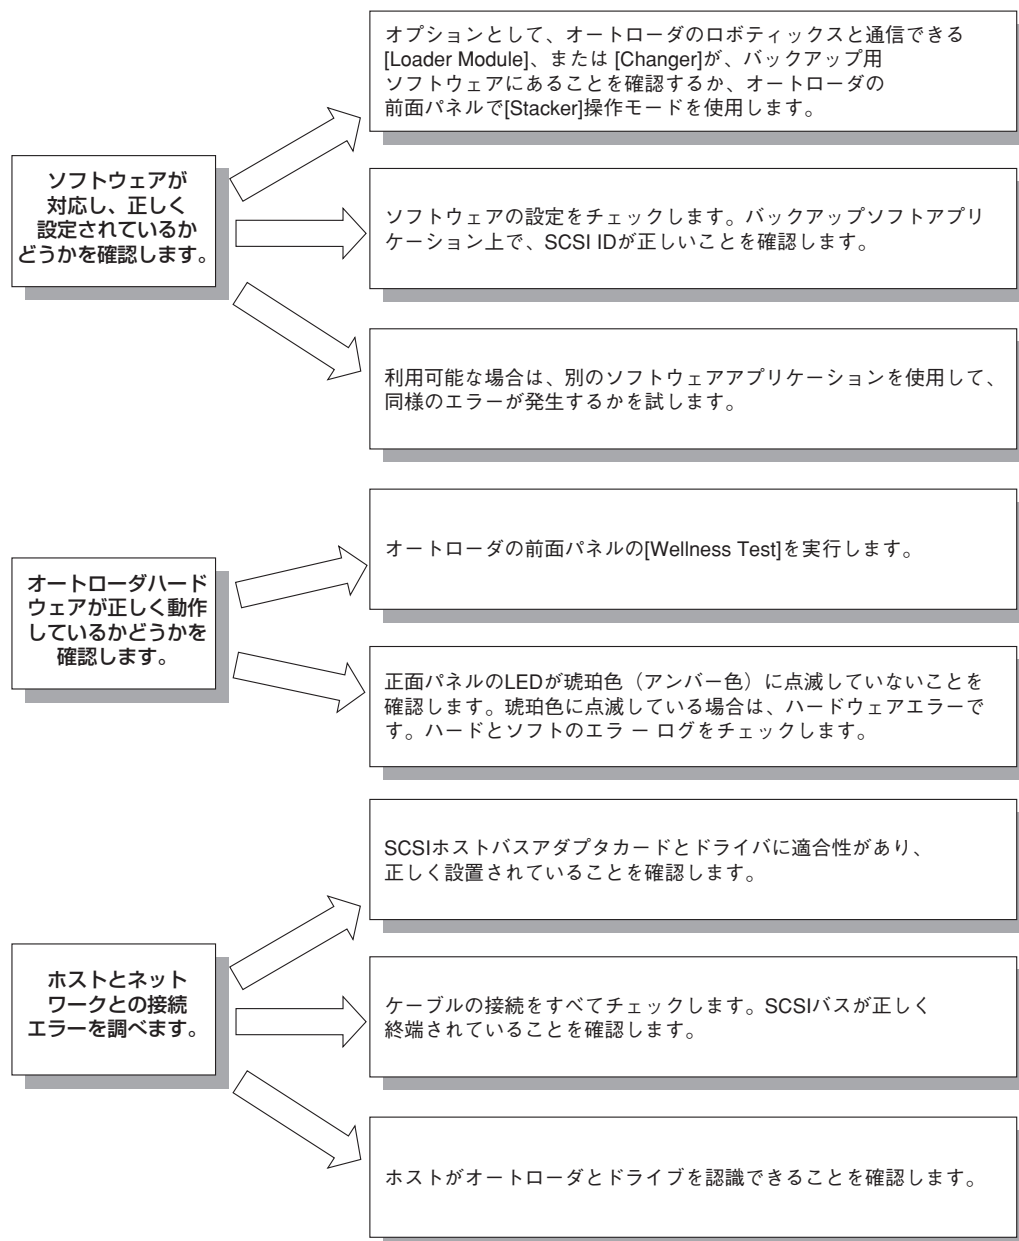 オプションとして、オートローダのロボティックスと通信できる
[Loader Module]、または [Changer]が、バックアップ用
ソフトウェアにあることを確認するか、オートローダの
前面パネルで[Stacker]操作モードを使用します。
ソフトウェアが
対応し、正しく
設定されているか
どうかを確認します。
ソフトウェアの設定をチェックします。バックアップソフトアプリ
ケーション上で、SCSI IDが正しいことを確認します。
利用可能な場合は、別のソフトウェアアプリケーションを使用して、
同様のエラーが発生するかを試します。
オートローダハード
ウェアが正しく動作
しているかどうかを
確認します。
オートローダの前面パネルの[Wellness Test]を実行します。
正面パネルのLEDが琥珀色（アンバー色）に点滅していないことを
確認します。琥珀色に点滅している場合は、ハードウェアエラーで
す。ハードとソフトのエラ ー ログをチェックします。
SCSIホストバスアダプタカードとドライバに適合性があり、
正しく設置されていることを確認します。
ホストとネット
ワークとの接続
エラーを調べます。
ケーブルの接続をすべてチェックします。SCSIバスが正しく
終端されていることを確認します。
ホストがオートローダとドライブを認識できることを確認します。